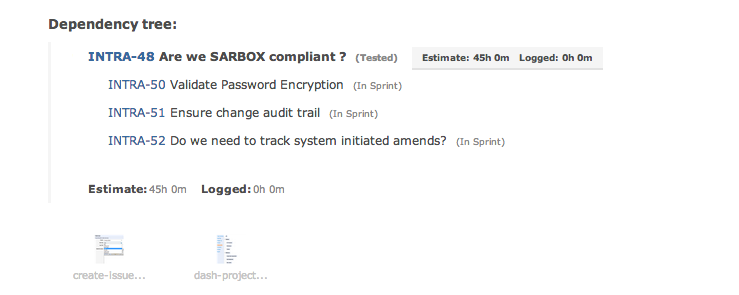 Dependency tree:
INTRA-48 Are we SARBOX compliant ? (Tested) Estimate: 45h 0m Logged: 0h 0m
INTRA-50 Validate Password Encryption (In Sprint)
INTRA-51 Ensure change audit trail (In Sprint)
INTRA-52 Do we need to track system initiated amends? (In Sprint)
Estimate: 45h 0m Logged: 0h 0m
create-issue... dash-project...